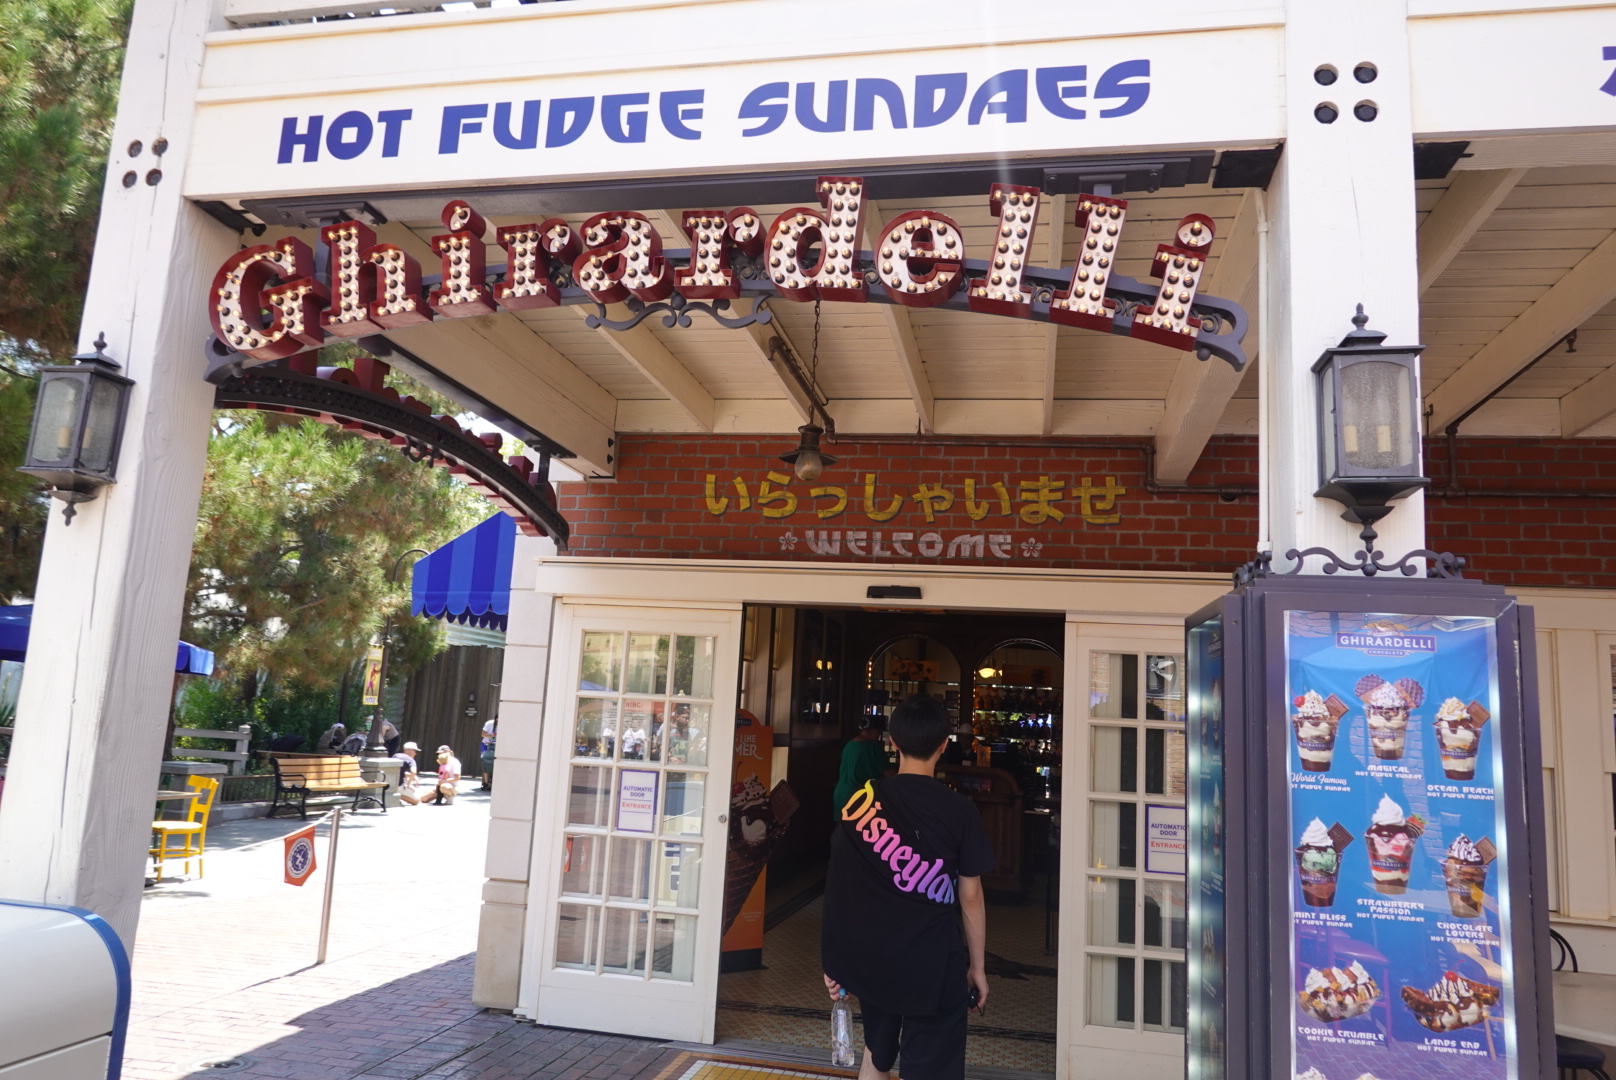 HOT FUDGE SUNDAES
Ghirardelli
いらっしゃいませ
WELCOME
AUTOMATIC
DOOR
ENTRANCE
Disneylan
AUTOMATIC
DOOR
ENTRANCE
GHIRARDELLI
CHOCOLATE
World Famous
HOT FUDGE SUNDAE
MAGICAL
HOT FUDGE SUNDAE
OCEAN BEACH
HOT FUDGE SUNDAE
MINT BLISS
HOT FUDGE SUNDAE
STRAWBERRY
PASSION
HOT FUDGE SUNDAE
CHOCOLATE
LOVERS
HOT FUDGE SUNDAE
COOKIE CRUMBLE
HOT FUDGE SUNDAE
LANDS END
HOT FUDGE SUNDAE